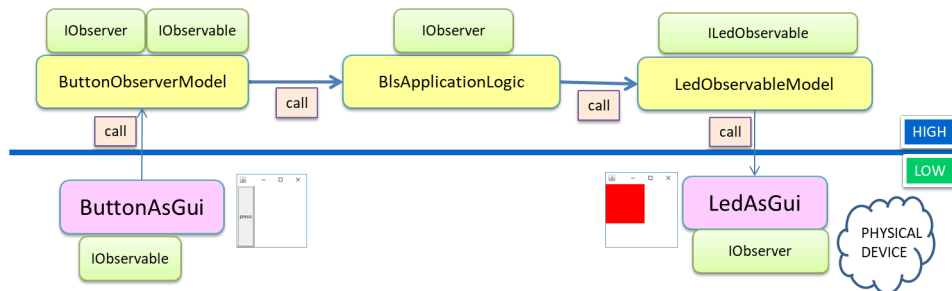 IObserver
IObservable
IObserver
ILedObservable
ButtonObserverModel
BlsApplicationLogic
LedObservableModel
call
call
call
call
HIGH
LOW
ButtonAsGui
press
LedAsGui
IObservable
IObserver
PHYSICAL
DEVICE